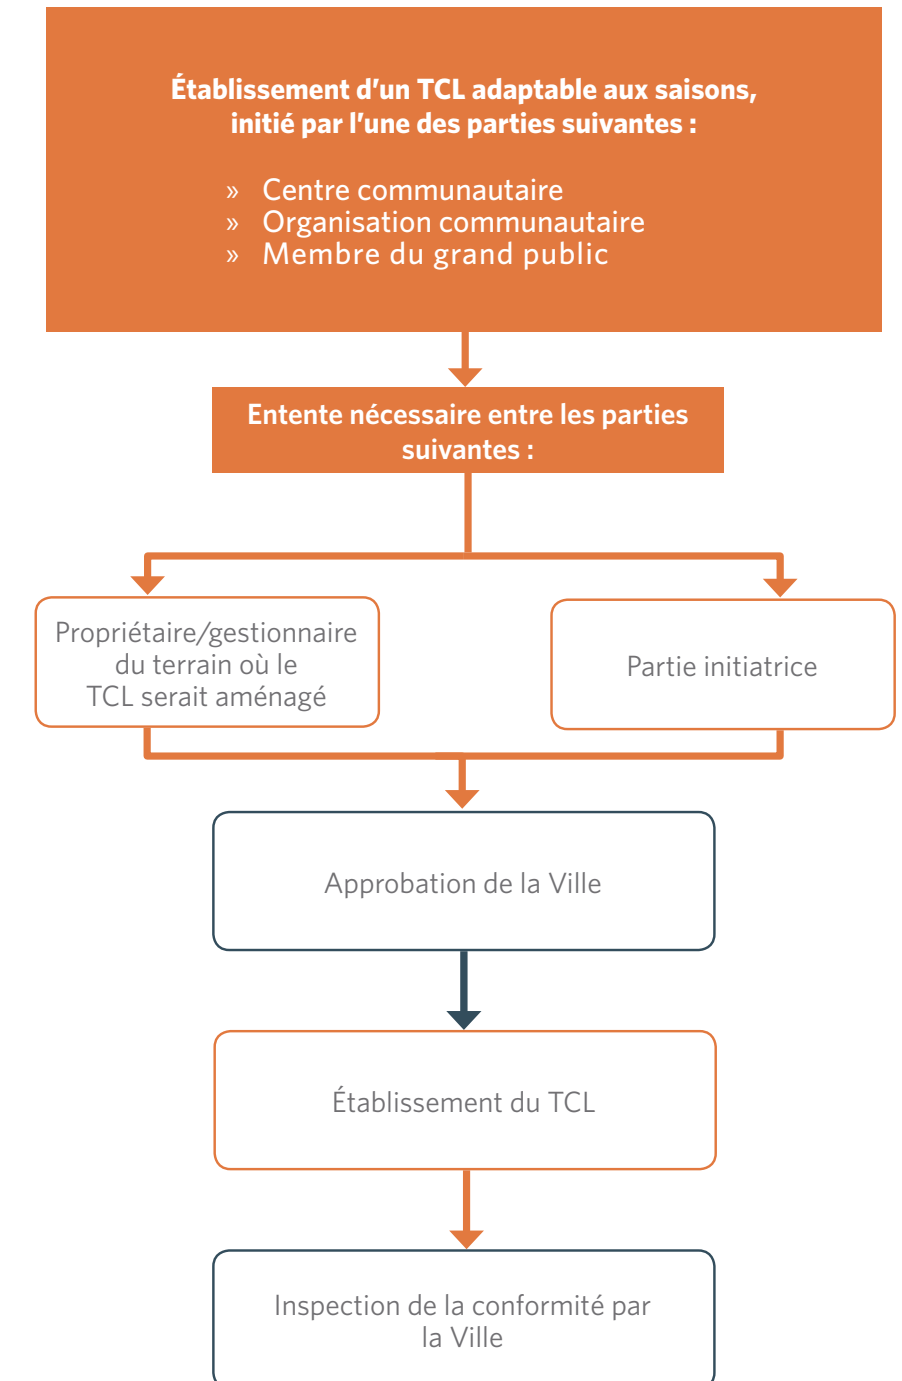 Établissement d'un TCL adaptable aux saisons,
initié par l'une des parties suivantes :
» Centre communautaire
» Organisation communautaire
» Membre du grand public
Entente nécessaire entre les parties
suivantes :
Propriétaire/gestionnaire
du terrain où le
TCL serait aménagé
Partie initiatrice
Approbation de la Ville
Établissement du TCL
Inspection de la conformité par
la Ville